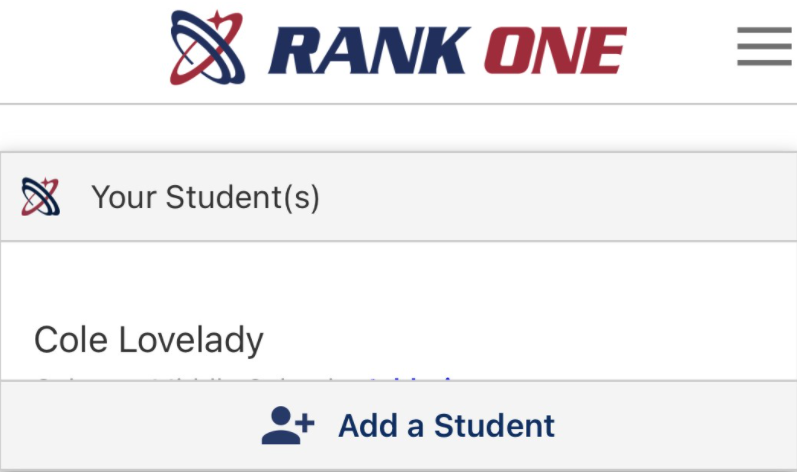 RANK ONE
Your Student(s)
Cole Lovelady
Add a Student